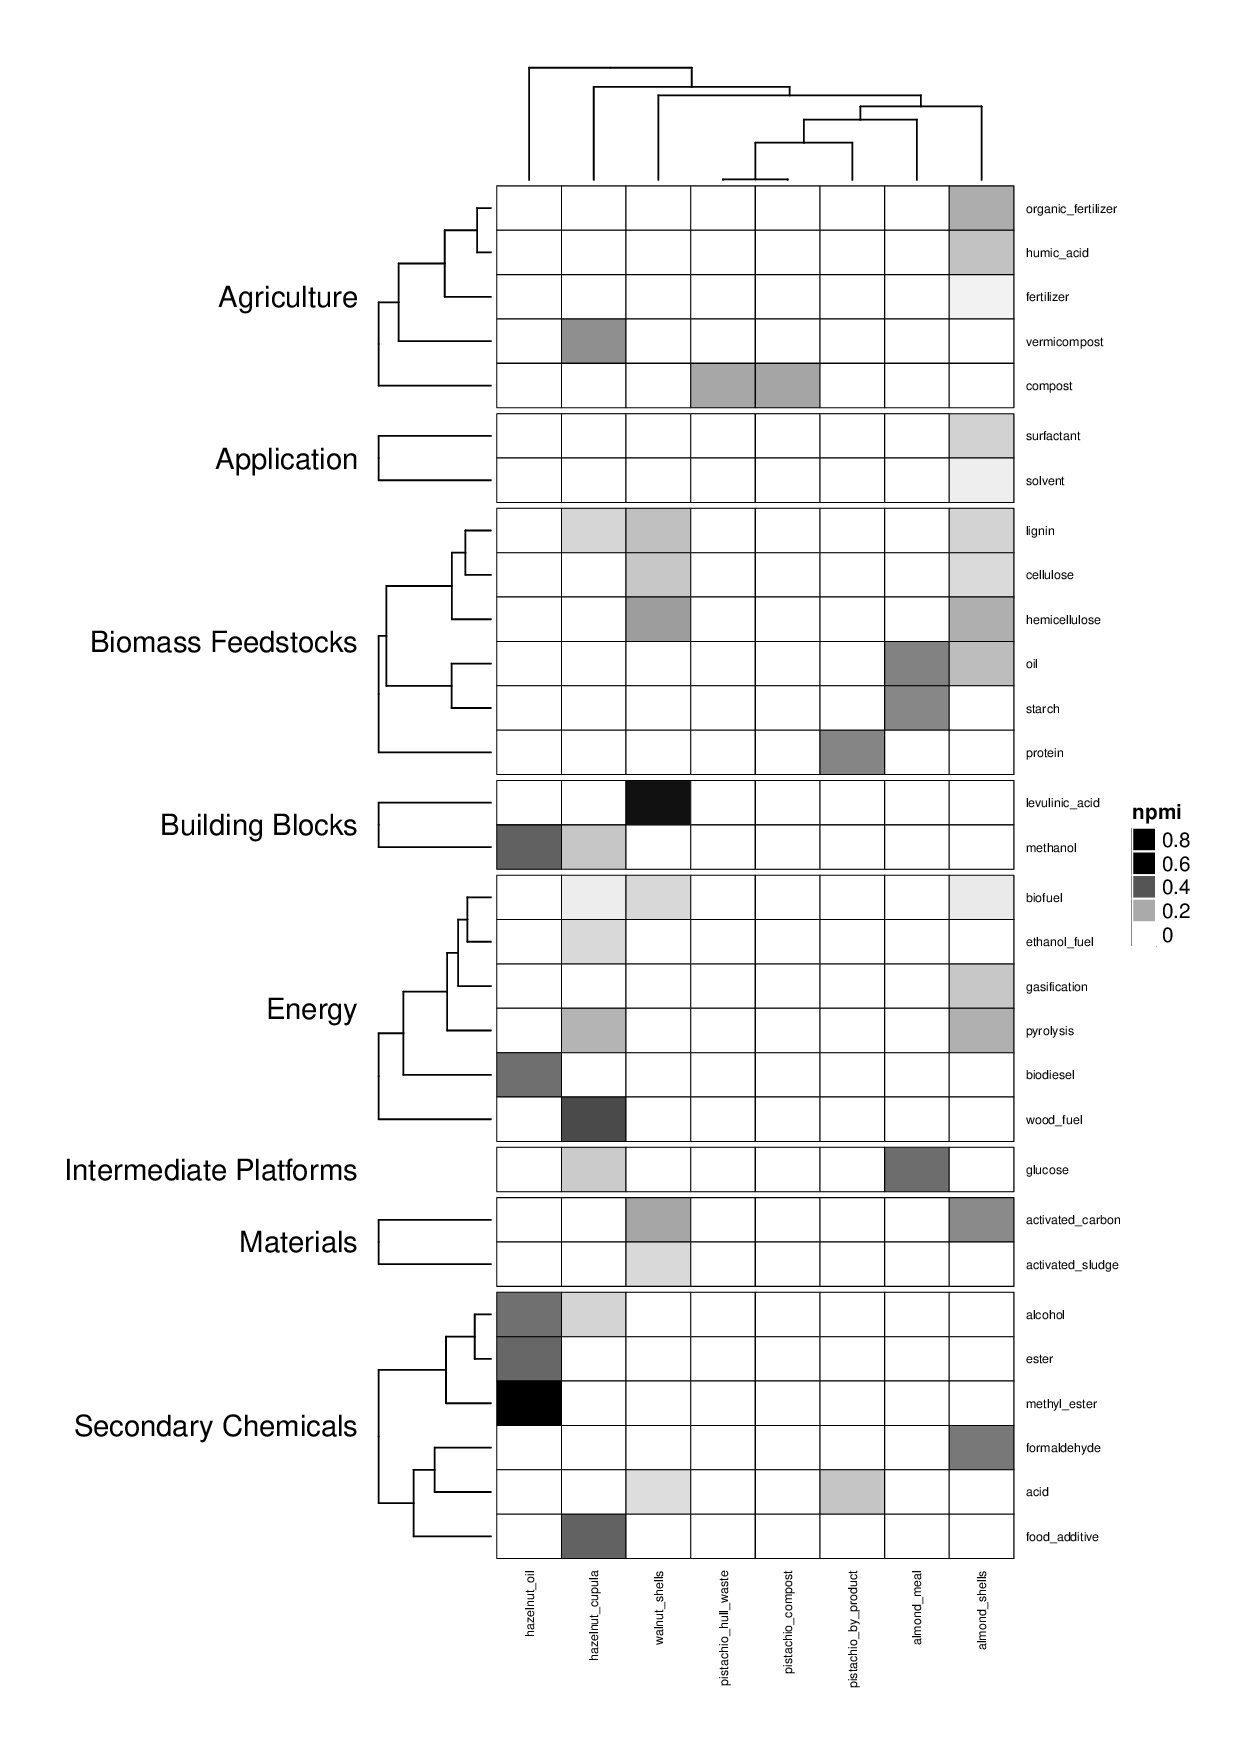 Agriculture
organic_fertilizer
humic_acid
fertilizer
vermicompost
compost
Application
surfactant
solvent
Biomass Feedstocks
lignin
cellulose
hemicellulose
oil
starch
protein
Building Blocks
levulinic_acid
methanol
npmi
0.8
0.6
0.4
0.2
0
Energy
biofuel
ethanol_fuel
gasification
pyrolysis
biodiesel
wood_fuel
Intermediate Platforms
glucose
Materials
activated_carbon
activated_sludge
Secondary Chemicals
alcohol
ester
methyl_ester
formaldehyde
acid
food_additive
hazelnut_oil
hazelnut_cupula
walnut_shells
pistachio_hull_waste
pistachio_compost
pistachio_by_product
almond_meal
almond_shells